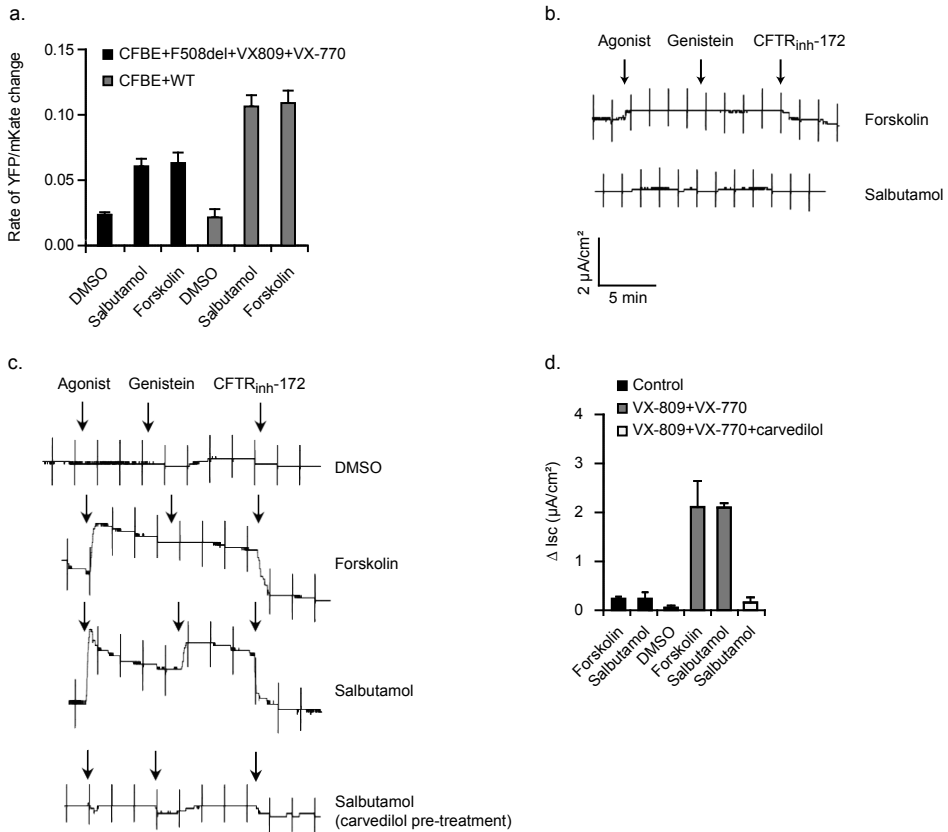 a.
CFBE+F508del+VX809+VX-770
CFBE+WT
Rate of YFP/mKate change
0.15
0.10
0.05
0.00
DMSO
Salbutamol
Forskolin
DMSO
Salbutamol
Forskolin
b.
Agonist Genistein CFTRinh-172
Forskolin
Salbutamol
2 µA/cm²
5 min
c.
Agonist Genistein CFTRinh-172
DMSO
Forskolin
Salbutamol
Salbutamol
(carvedilol pre-treatment)
d.
Control
VX-809+VX-770
VX-809+VX-770+carvedilol
Δ Isc (µA/cm²)
4
3
2
1
0
Forskolin
Salbutamol
DMSO
Forskolin
Salbutamol
Salbutamol